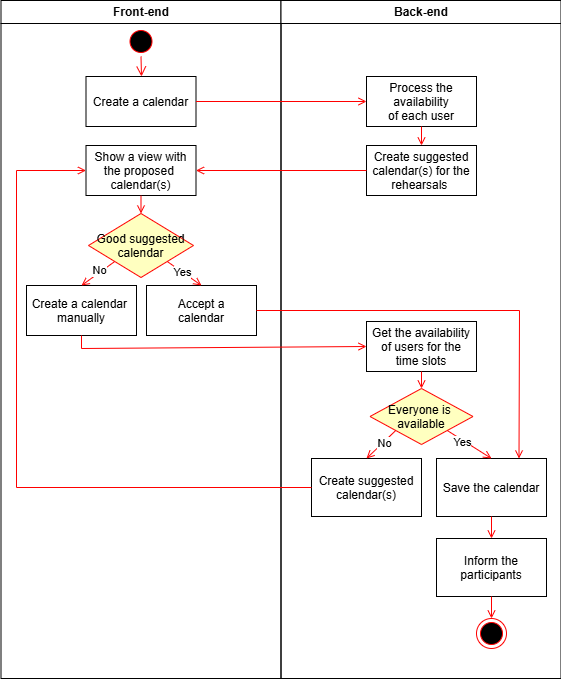 Front-end
Back-end
Create a calendar
Process the
availability
of each user
Show a view with
the proposed
calendar(s)
Create suggested
calendar(s) for the
rehearsals
Good suggested
calendar
No
Yes
Create a calendar
manually
Accept a
calendar
Get the availability
of users for the
time slots
Everyone is
available
No
Yes
Create suggested
calendar(s)
Save the calendar
Inform the
participants